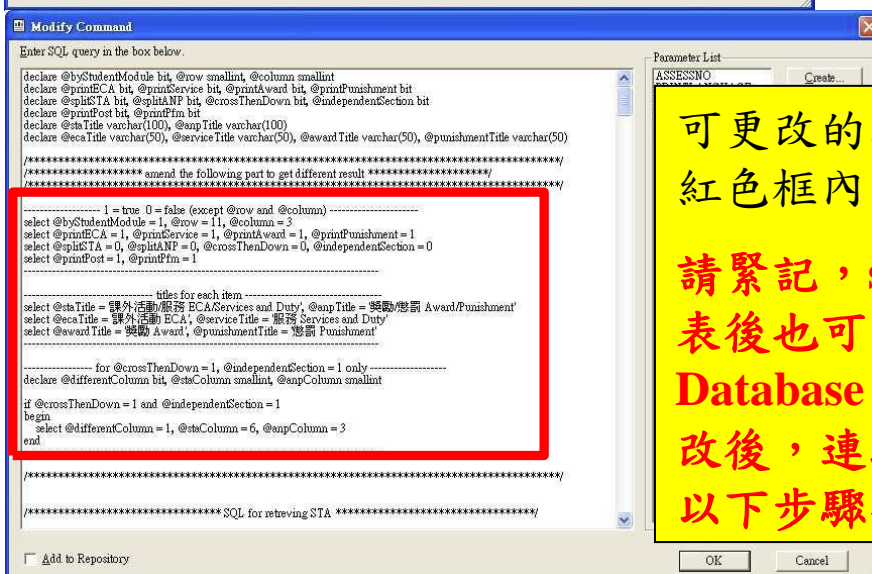 Modify Command
Enter SQL query in the box below.
declare @byStudentModule bit, @row smallint, @column smallint
declare @printECA bit, @printService bit, @printAward bit, @printPunishment bit
declare @splitSTA bit, @splitANP bit, @crossThenDown bit, @independentSection bit
declare @printPost bit, @printPfm bit
declare @staTitle varchar(100), @anpTitle varchar(100)
declare @ecaTitle varchar(50), @serviceTitle varchar(50), @awardTitle varchar(50), @punishmentTitle varchar(50)
/*********************************************************************************/
/******************* amend the following part to get different result *******************/
/*********************************************************************************/
------------------ 1 = true 0 = false (except @row and @column) ---------------------
select @byStudentModule = 1, @row = 11, @column = 3
select @printECA = 1, @printService = 1, @printAward = 1, @printPunishment = 1
select @splitSTA = 0, @splitANP = 0, @crossThenDown = 0, @independentSection = 0
select @printPost = 1, @printPfm = 1
------------------------------------------------------------------------------------
------------------------------ titles for each item -------------------------------
select @staTitle = '課外活動/服務 ECA/Services and Duty', @anpTitle = '獎勵/懲罰 Award/Punishment'
select @ecaTitle = '課外活動 ECA', @serviceTitle = '服務 Services and Duty'
select @awardTitle = '獎勵 Award', @punishmentTitle = '懲罰 Punishment'
------------------------------------------------------------------------------------
---------------- for @crossThenDown = 1, @independentSection = 1 only ------------------
declare @differentColumn bit, @staColumn smallint, @anpColumn smallint
if @crossThenDown = 1 and @independentSection = 1
begin
select @differentColumn = 1, @staColumn = 6, @anpColumn = 3
end
/*********************************************************************************/
/******************************** SQL for retreving STA ********************************/
Add to Repository
Parameter List
ASSESSNO
Create...
可更改的
紅色框內
請緊記，
表後也可
Database
改後，連
以下步驟
OK
Cancel